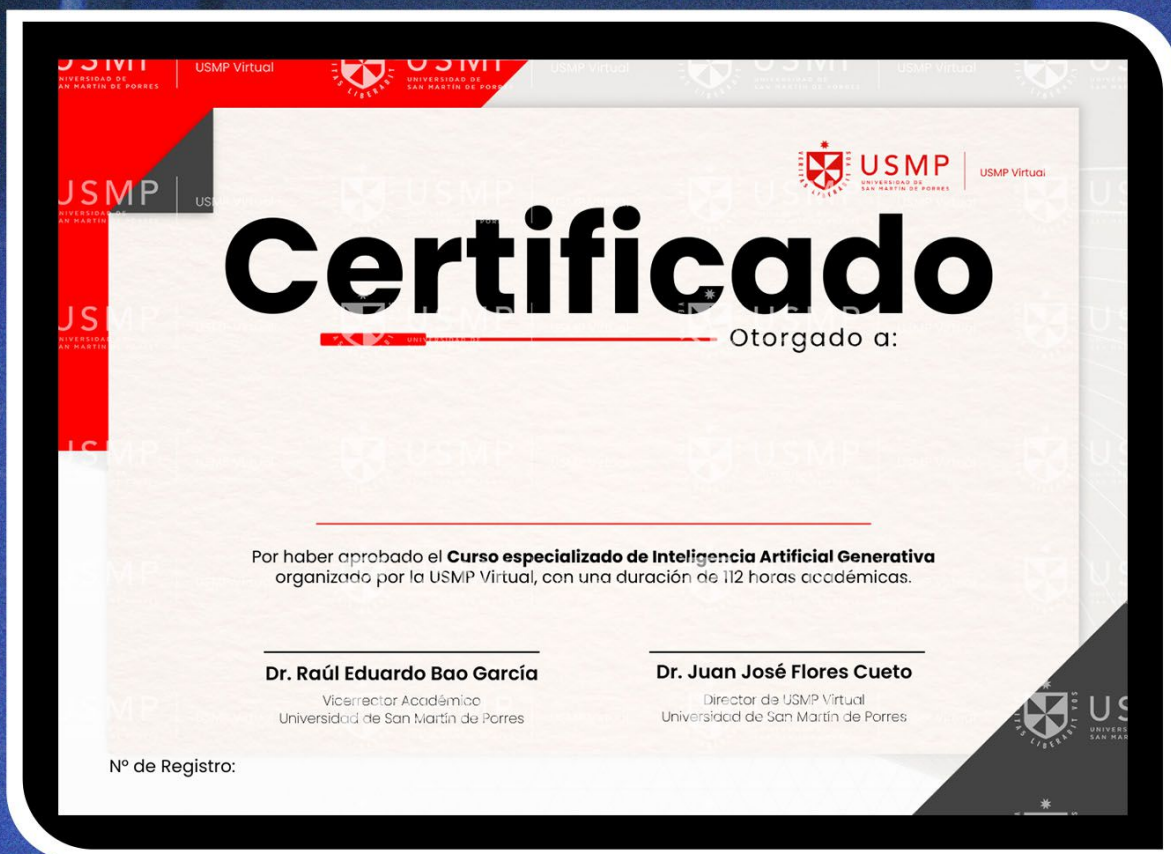 USMP Virtual
USMP
UNIVERSIDAD DE
SAN MARTÍN DE PORRES
USMP Virtual
Certificado
Otorgado a:
Por haber aprobado el Curso especializado de Inteligencia Artificial Generativa
organizado por la USMP Virtual, con una duración de 112 horas académicas.
Dr. Raúl Eduardo Bao García
Vicerrector Académico
Universidad de San Martín de Porres
Dr. Juan José Flores Cueto
Director de USMP Virtual
Universidad de San Martín de Porres
Nº de Registro: